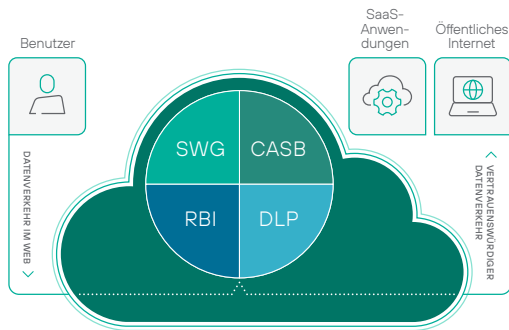 Benutzer
SaaS-
Anwen-
dungen
Öffentliches
Internet
SWG
CASB
RBI
DLP
DATENVERKEHR IM WEB
VERTRAUENSWÜRDIGER
DATENVERKEHR